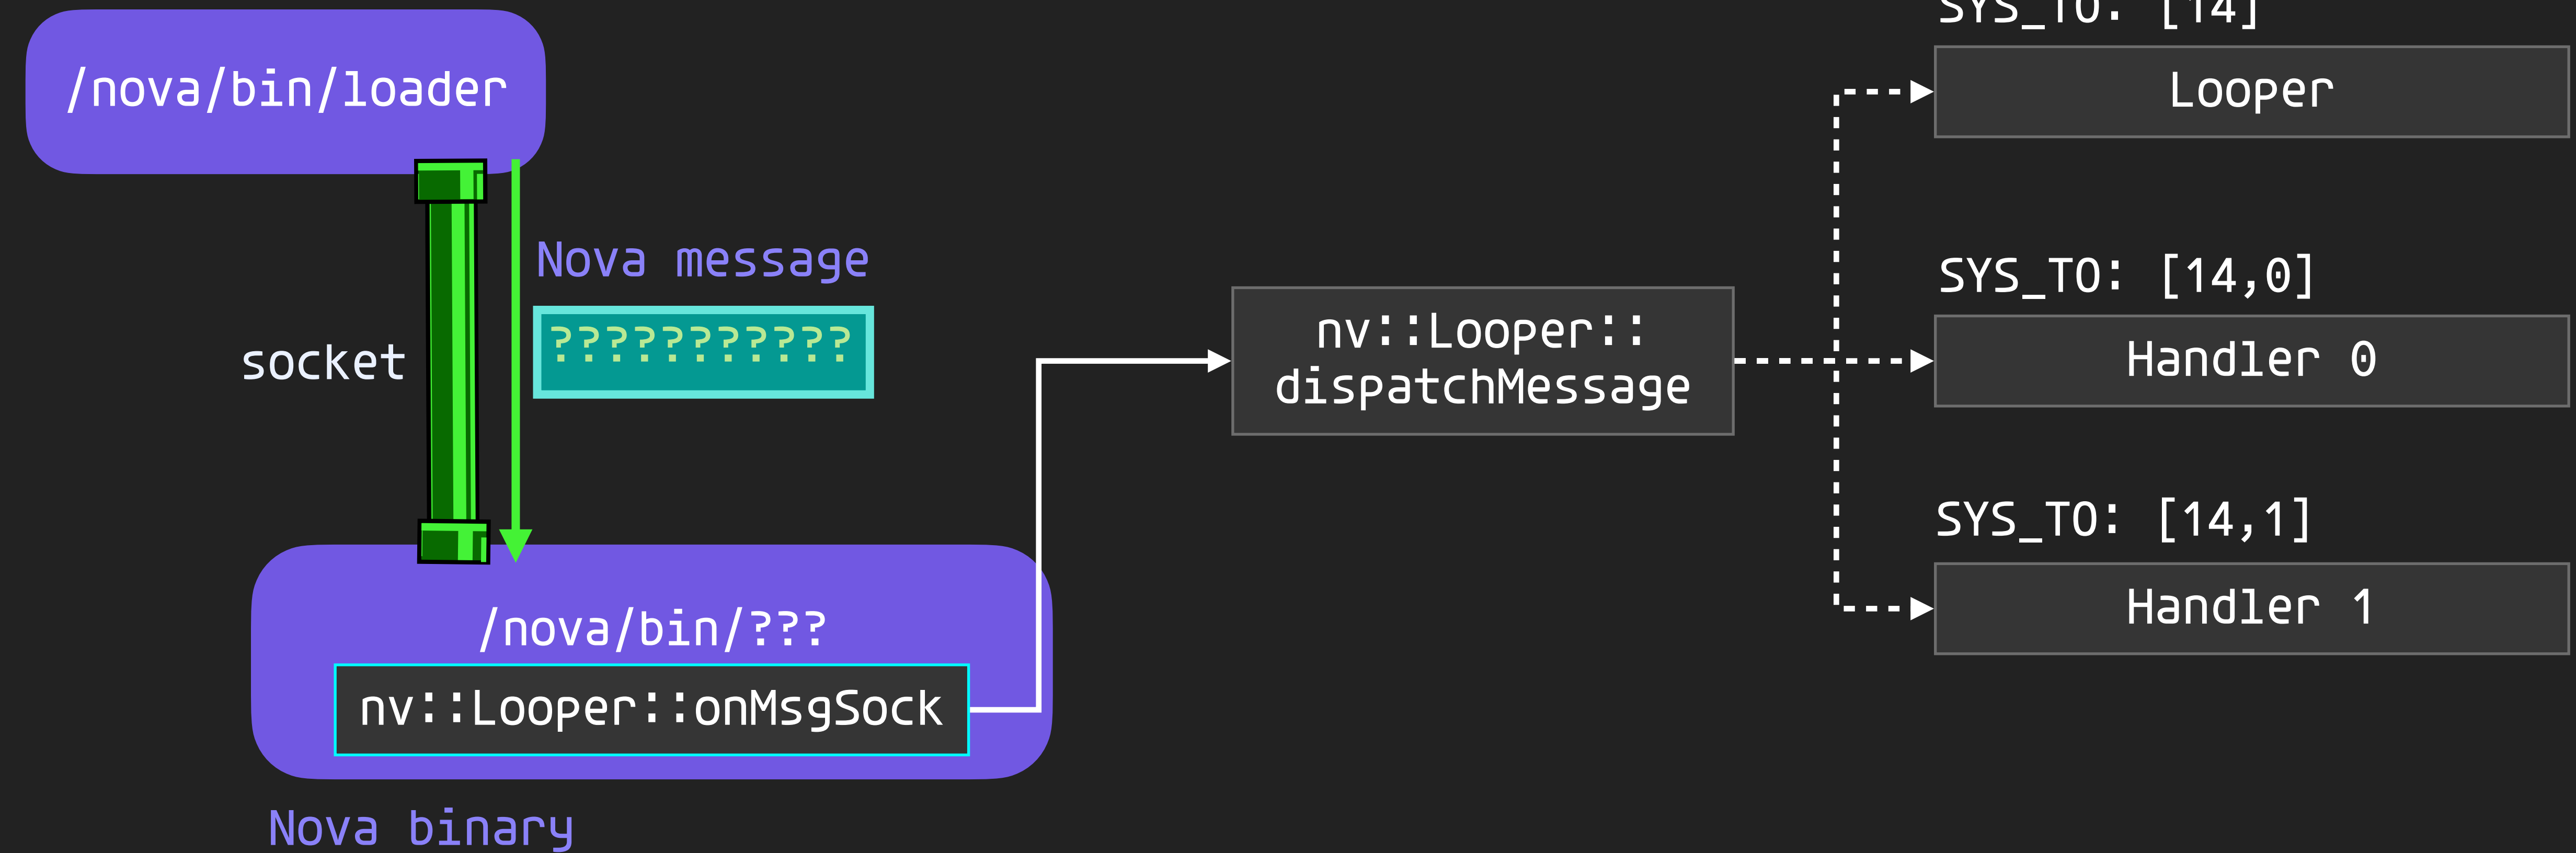 /nova/bin/loader
Nova message
???????????
socket
/nova/bin/???
nv::Looper::onMsgSock
Nova binary
nv::Looper::
dispatchMessage
SYS_TO: [14]
Looper
SYS_TO: [14,0]
Handler 0
SYS_TO: [14,1]
Handler 1